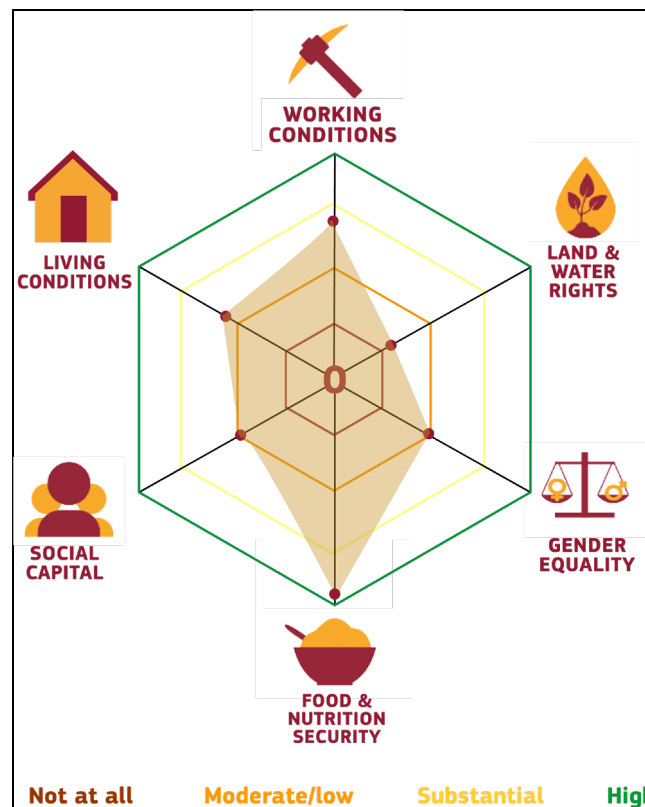 WORKING
CONDITIONS
LIVING
CONDITIONS
LAND &
WATER
RIGHTS
0
SOCIAL
CAPITAL
GENDER
EQUALITY
FOOD &
NUTRITION
SECURITY
Not at all Moderate/low Substantial High